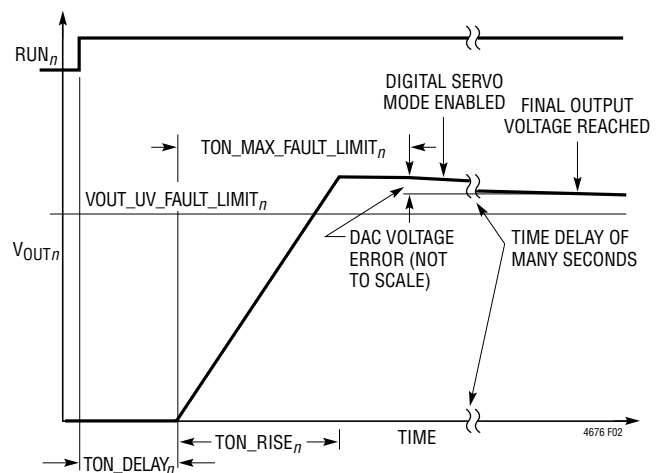 RUNn
DIGITAL SERVO
MODE ENABLED
FINAL OUTPUT
VOLTAGE REACHED
TON_MAX_FAULT_LIMITn
VOUT_UV_FAULT_LIMITn
VOUTn
DAC VOLTAGE
ERROR (NOT
TO SCALE)
TIME DELAY OF
MANY SECONDS
TON_RISEn
TIME
4676 F02
TON_DELAYn